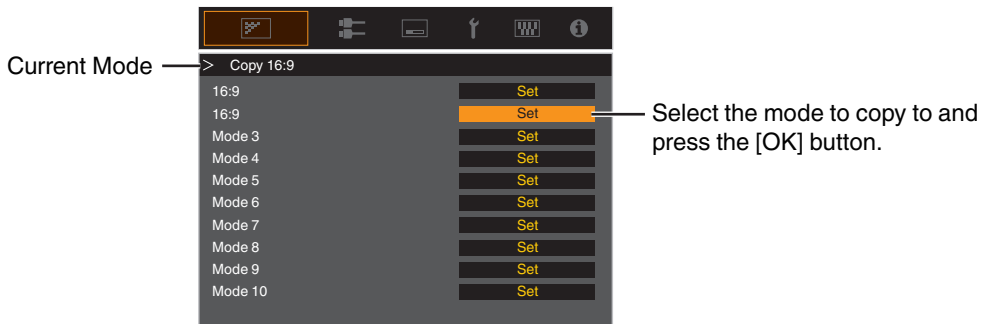 Current Mode
> Copy 16:9
16:9 Set
16:9 Set
Select the mode to copy to and
press the [OK] button.
Mode 3 Set
Mode 4 Set
Mode 5 Set
Mode 6 Set
Mode 7 Set
Mode 8 Set
Mode 9 Set
Mode 10 Set